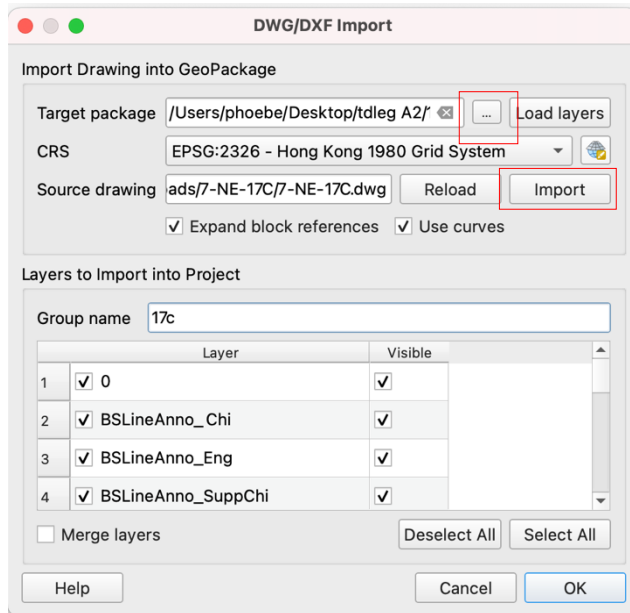 DWG/DXF Import
Import Drawing into GeoPackage
Target package /Users/phoebe/Desktop/tdleg A2/ ... Load layers
CRS EPSG:2326 - Hong Kong 1980 Grid System
Source drawing ads/7-NE-17C/7-NE-17C.dwg Reload Import
Expand block references Use curves
Layers to Import into Project
Group name 17c
Layer Visible
1 0
2 BSLineAnno_Chi
3 BSLineAnno_Eng
4 BSLineAnno_SuppChi
Merge layers Deselect All Select All
Help Cancel OK